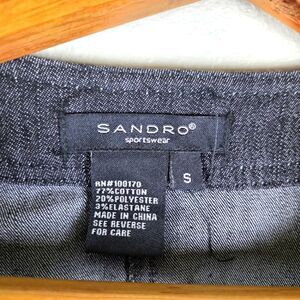 SANDRO®
sportswear
S
RN#100170
77%COTTON
20%POLYESTER
3%ELASTANE
MADE IN CHINA
SEE REVERSE
FOR CARE